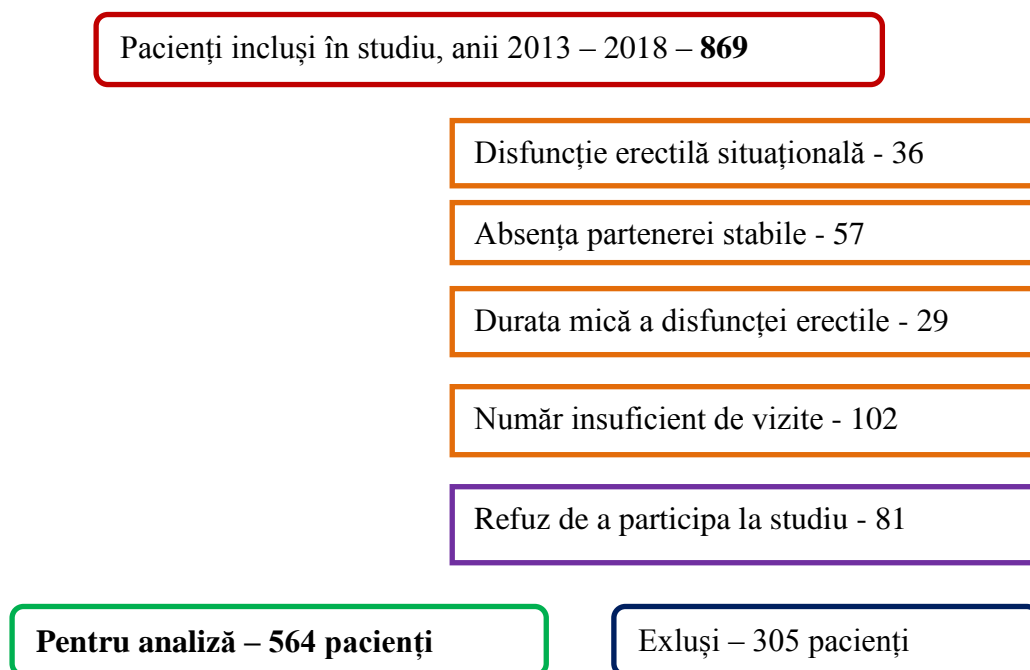 Pacienți incluși în studiu, anii 2013 – 2018 – 869
Disfuncție erectilă situațională - 36
Absența partenerei stabile - 57
Durata mică a disfuncței erectile - 29
Număr insuficient de vizite - 102
Refuz de a participa la studiu - 81
Pentru analiză – 564 pacienți
Exluși – 305 pacienți